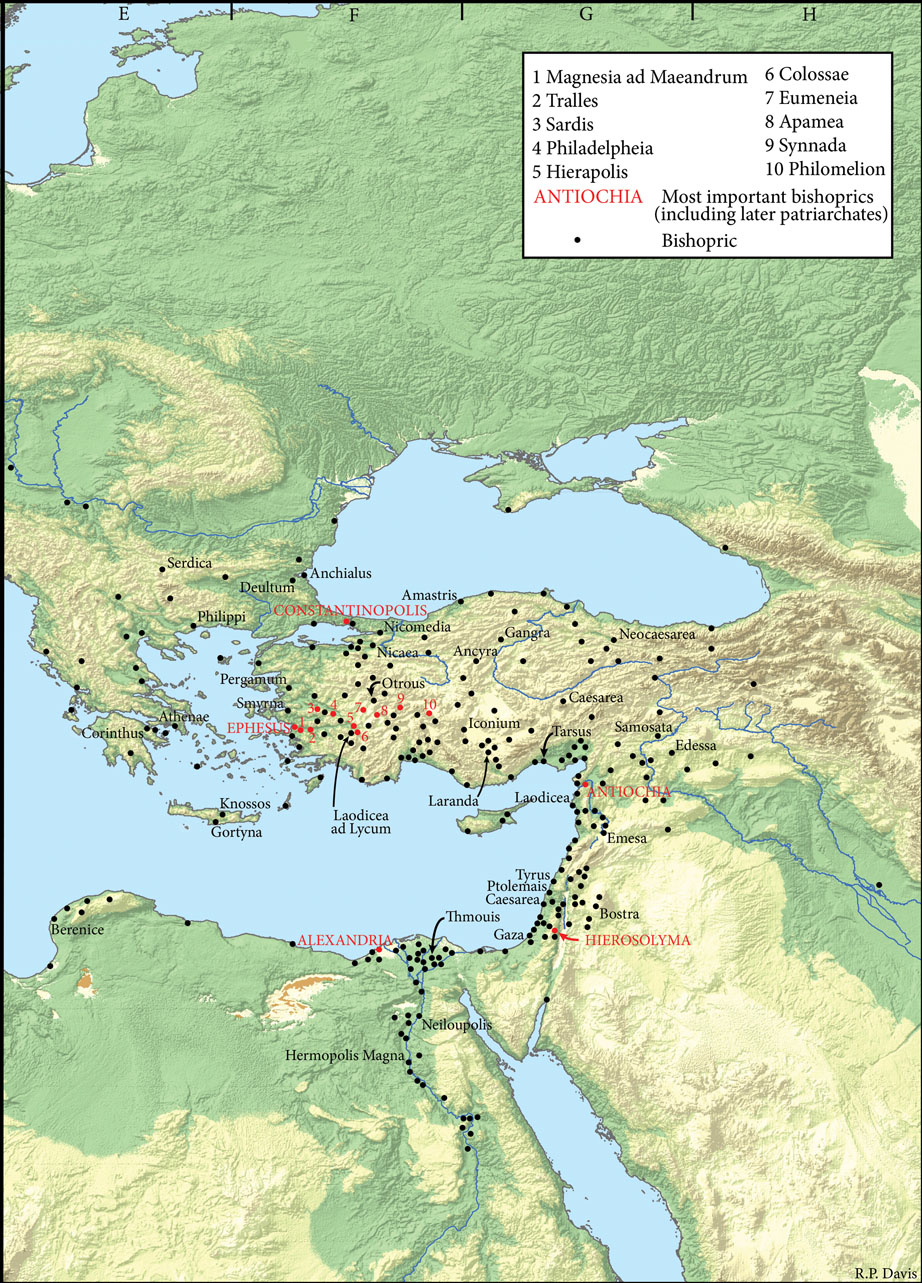 E F G H
1 Magnesia ad Maeandrum
2 Tralles
3 Sardis
4 Philadelpheia
5 Hierapolis
6 Colossae
7 Eumeneia
8 Apamea
9 Synnada
10 Philomelion
ANTIOCHIA Most important bishoprics
(including later patriarchates)
Bishopric
Serdica
Anchialus
Deultum
Amastris
CONSTANTINOPOLIS
Philippi
Nicomedia
Gangra
Neocaesarea
Nicaea
Ancyra
Pergamum
Otrous
Smyrna
3
4
7
9
8
10
Caesarea
Athenae
EPHESUS
1
5
Iconium
Samosata
Corinthus
2
6
Tarsus
Edessa
ANTIOCHIA
Knossos
Laranda
Laodicea
Gortyna
Laodicea
ad Lycum
Emesa
Tyrus
Ptolemais
Caesarea
Thmouis
Bostra
Berenice
Gaza
ALEXANDRIA
HIEROSOLYMA
Neiloupolis
Hermopolis Magna
R.P. Davis